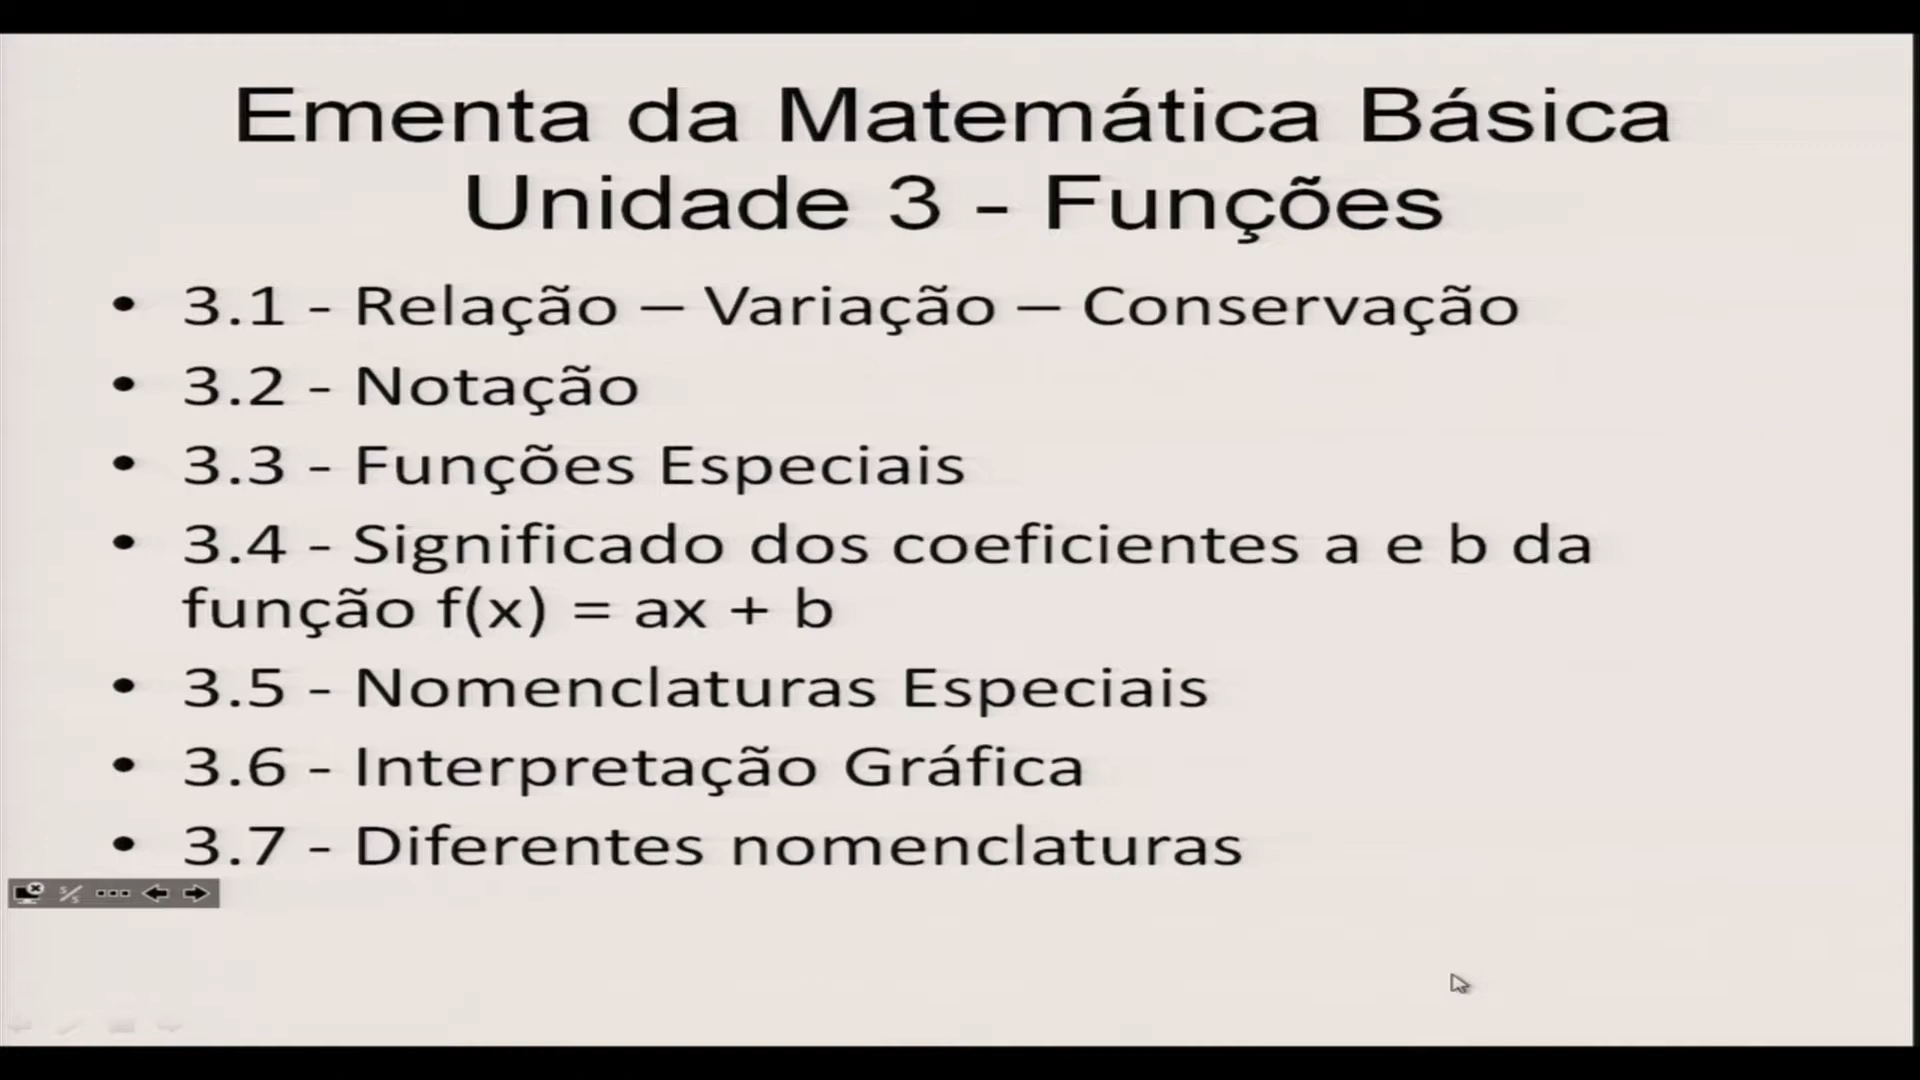 Ementa da Matemática Básica
Unidade 3 - Funções
• 3.1 - Relação – Variação – Conservação
• 3.2 - Notação
• 3.3 - Funções Especiais
• 3.4 - Significado dos coeficientes a e b da
função f(x) = ax + b
• 3.5 - Nomenclaturas Especiais
• 3.6 - Interpretação Gráfica
• 3.7 - Diferentes nomenclaturas